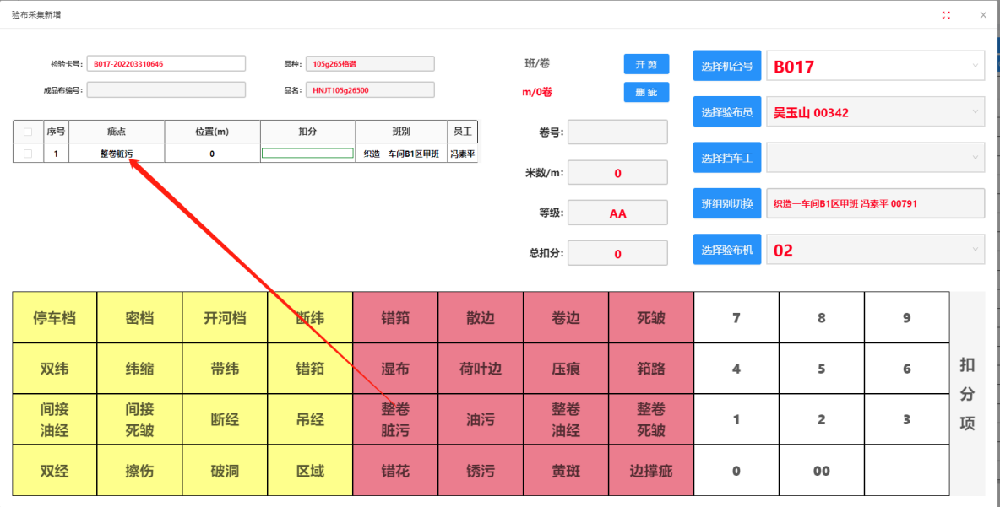 验布采集新增
检验卡号: B017-202203310646
品种: 105g265格谱
班/卷
开 剪
选择机台号
B017
成品布编号:
品名: HNJT105g26500
m/0卷
删 疵
选择验布员
吴玉山 00342
序号 疵点 位置(m) 扣分 班别 员工
1 整卷脏污 0 织造一车间B1区甲班 冯素平
卷号:
选择挡车工
米数/m: 0
班组别切换
织造一车间B1区甲班 冯素平 00791
等级: AA
选择验布机
02
总扣分: 0
停车档 密档 开河档 断纬 错筘 散边 卷边 死皱 7 8 9
双纬 纬缩 带纬 错筘 湿布 荷叶边 压痕 筘路 4 5 6
间接油经 间接死皱 断经 吊经 整卷脏污 油污 整卷油经 整卷死皱 1 2 3
双经 擦伤 破洞 区域 错花 锈污 黄斑 边撑疵 0 00
扣分项